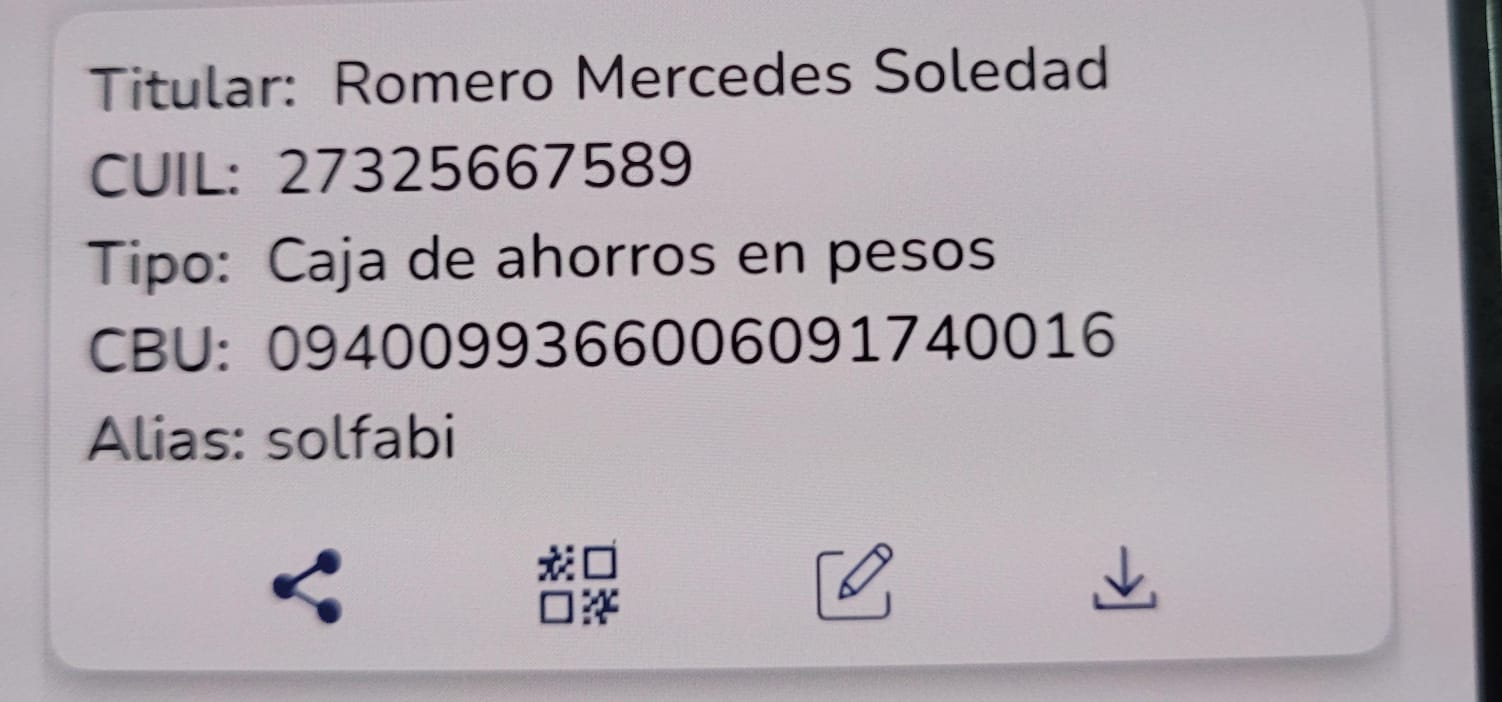 Titular: Romero Mercedes Soledad
CUIL: 27325667589
Tipo: Caja de ahorros en pesos
CBU: 0940099366006091740016
Alias: solfabi